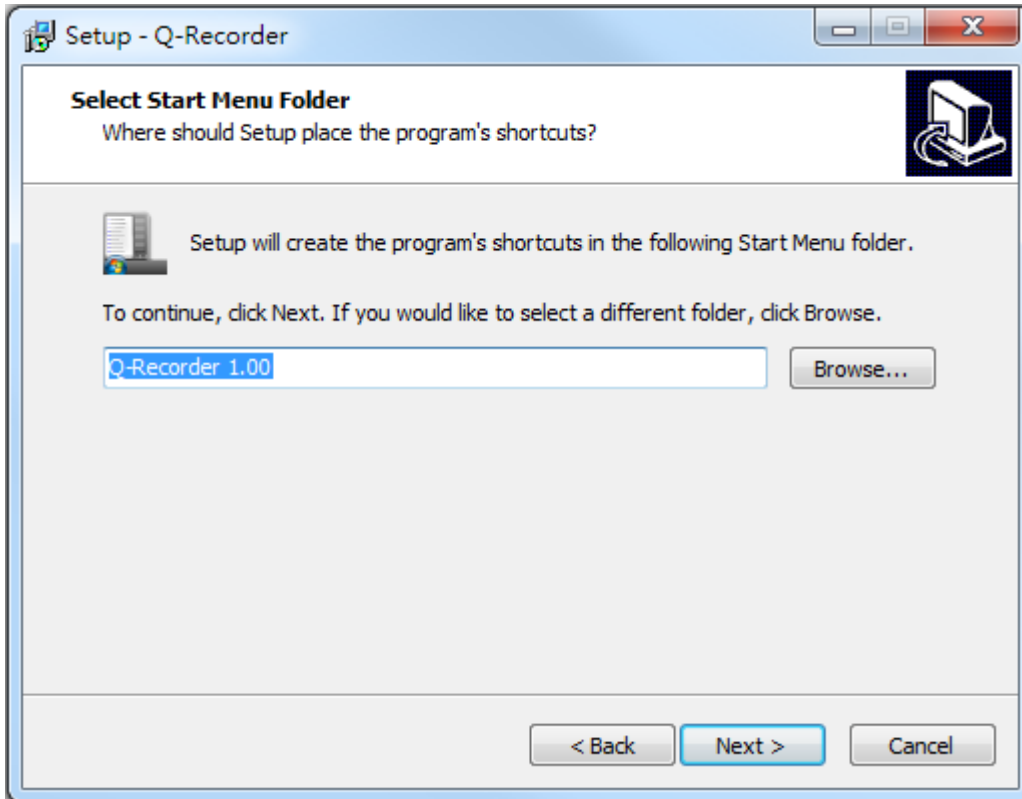 Setup - Q-Recorder
Select Start Menu Folder
Where should Setup place the program's shortcuts?
Setup will create the program's shortcuts in the following Start Menu folder.
To continue, click Next. If you would like to select a different folder, click Browse.
Q-Recorder 1.00
Browse...
< Back
Next >
Cancel